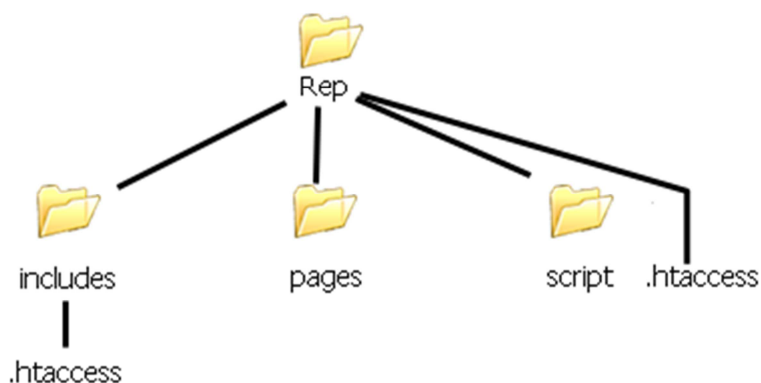 Rep
includes
pages
script
.htaccess
.htaccess